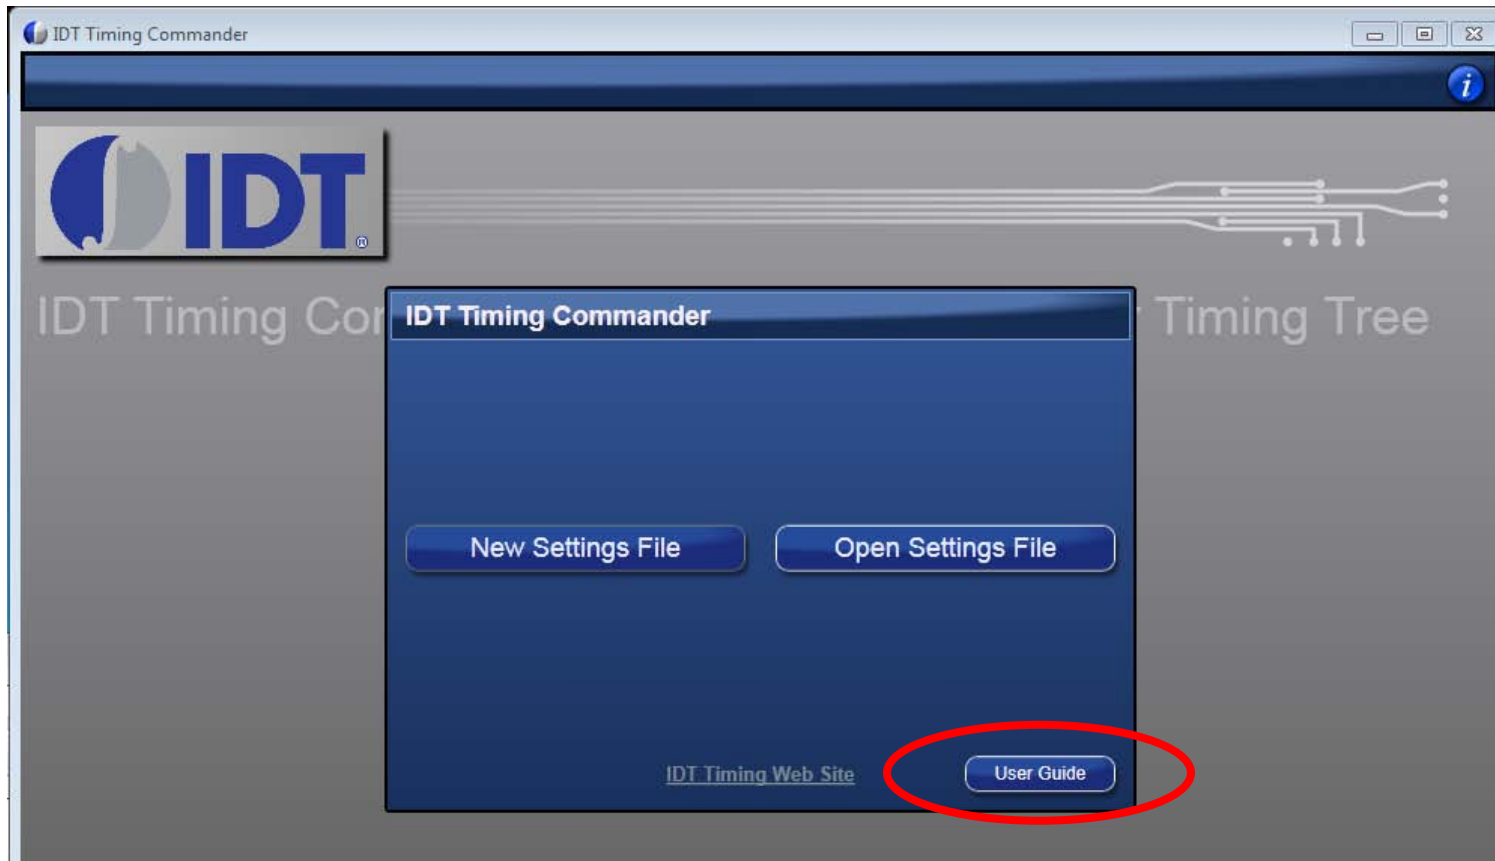 IDT Timing Commander
i
IDT®
IDT Timing Co
Timing Tree
IDT Timing Commander
New Settings File
Open Settings File
IDT Timing Web Site
User Guide